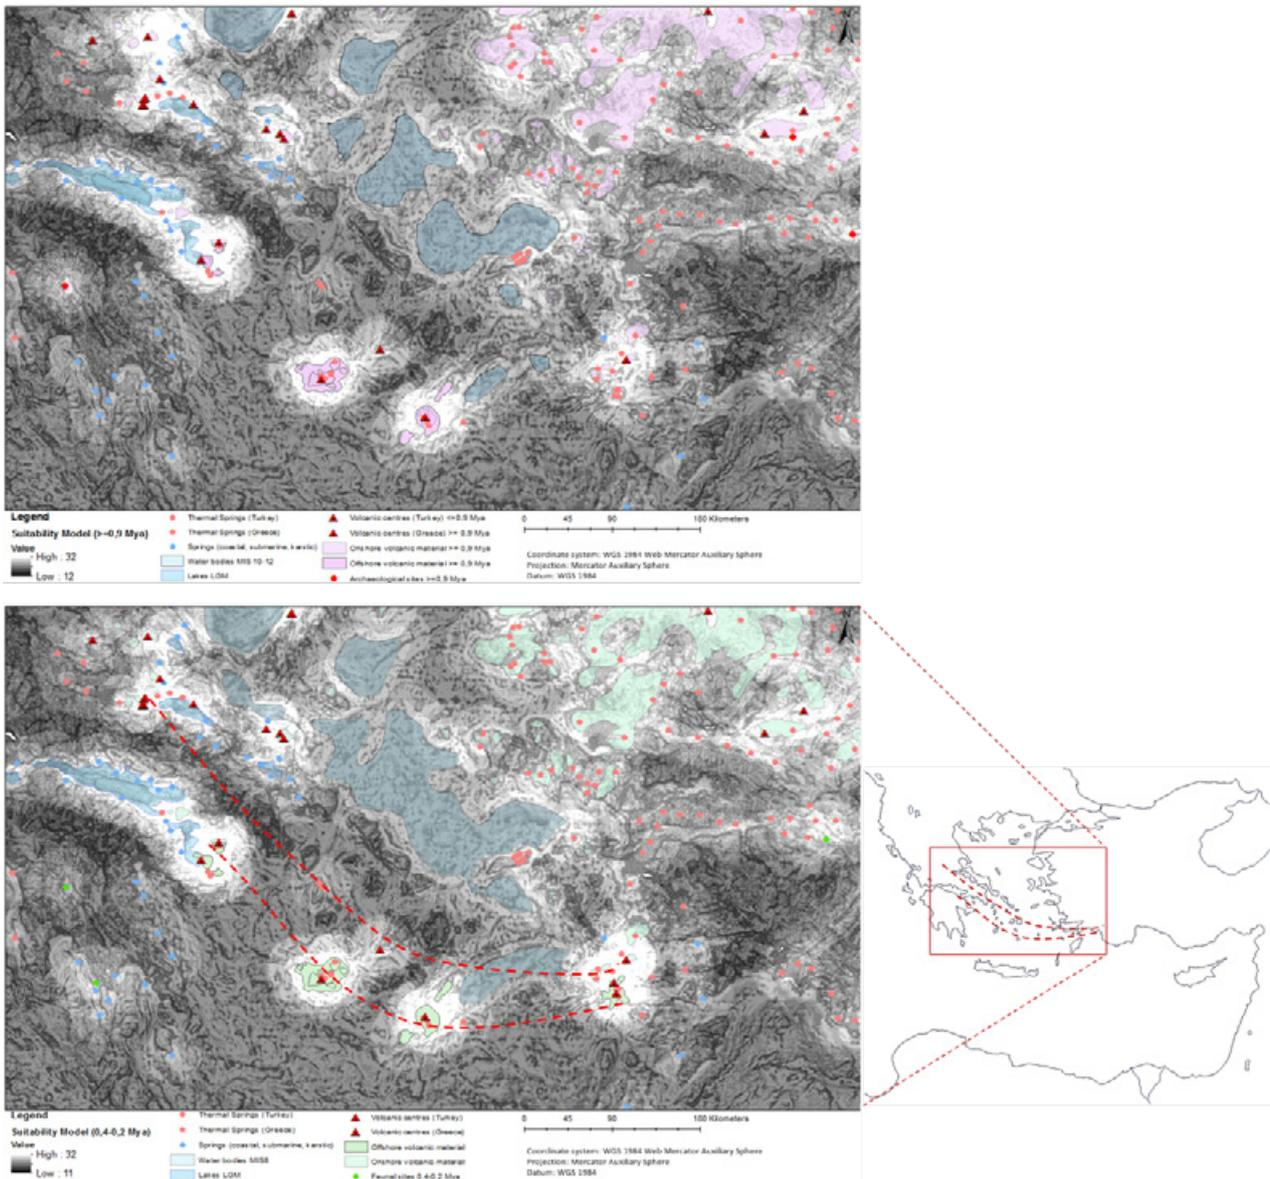 Legend
Suitability Model (>=0,9 Mya)
Value
High : 32
Low : 12
Thermal Springs (Turkey)
Thermal Springs (Greece)
Springs (coastal, submarine, karstic)
Water bodies MIS 10-12
Lakes LGM
Volcanic centres (Turkey) <=0.9 Mya
Volcanic centres (Greece) >= 0.9 Mya
Onshore volcanic material >= 0,9 Mya
Offshore volcanic material >= 0,9 Mya
Archaeological sites >=0,9 Mya
0 45 90 180 Kilometers
Coordinate system: WGS 1984 Web Mercator Auxiliary Sphere
Projection: Mercator Auxiliary Sphere
Datum: WGS 1984
Legend
Suitability Model (0,4-0,2 Mya)
Value
High : 32
Low : 11
Thermal Springs (Turkey)
Thermal Springs (Greece)
Springs (coastal, submarine, karstic)
Water bodies MIS8
Lakes LGM
Volcanic centres (Turkey)
Volcanic centres (Greece)
Offshore volcanic material
Onshore volcanic material
Faunal sites 0,4-0,2 Mya
0 45 90 180 Kilometers
Coordinate system: WGS 1984 Web Mercator Auxiliary Sphere
Projection: Mercator Auxiliary Sphere
Datum: WGS 1984